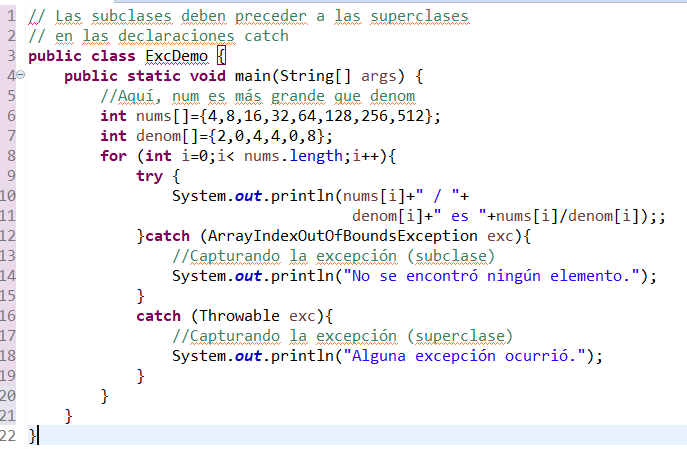 1 // Las subclases deben preceder a las superclases
2 // en las declaraciones catch
3 public class ExcDemo {
4 public static void main(String[] args) {
5 //Aquí, num es más grande que denom
6 int nums[]={4,8,16,32,64,128,256,512};
7 int denom[]={2,0,4,4,0,8};
8 for (int i=0;i< nums.length;i++){
9 try {
10 System.out.println(nums[i]+" / "+
11 denom[i]+" es "+nums[i]/denom[i]);;
12 }catch (ArrayIndexOutOfBoundsException exc){
13 //Capturando la excepción (subclase)
14 System.out.println("No se encontró ningún elemento.");
15 }
16 catch (Throwable exc){
17 //Capturando la excepción (superclase)
18 System.out.println("Alguna excepción ocurrió.");
19 }
20 }
21 }
22 }